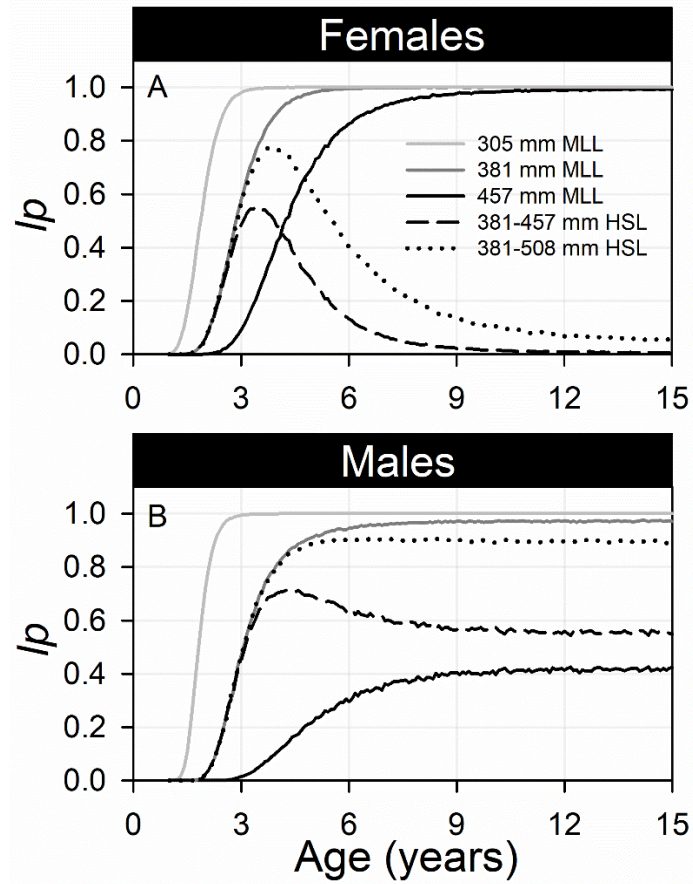 Females
A
1.0
0.8
0.6
0.4
0.2
0.0
Ip
305 mm MLL
381 mm MLL
457 mm MLL
381-457 mm HSL
381-508 mm HSL
0 3 6 9 12 15
Males
B
1.0
0.8
0.6
0.4
0.2
0.0
Ip
0 3 6 9 12 15
Age (years)